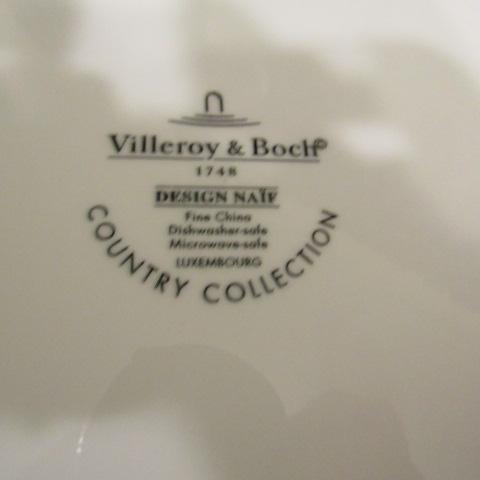 Villeroy & Boch®
1748
DESIGN NAÏF
Fine China
Dishwasher-safe
Microwave-safe
LUXEMBOURG
COUNTRY COLLECTION